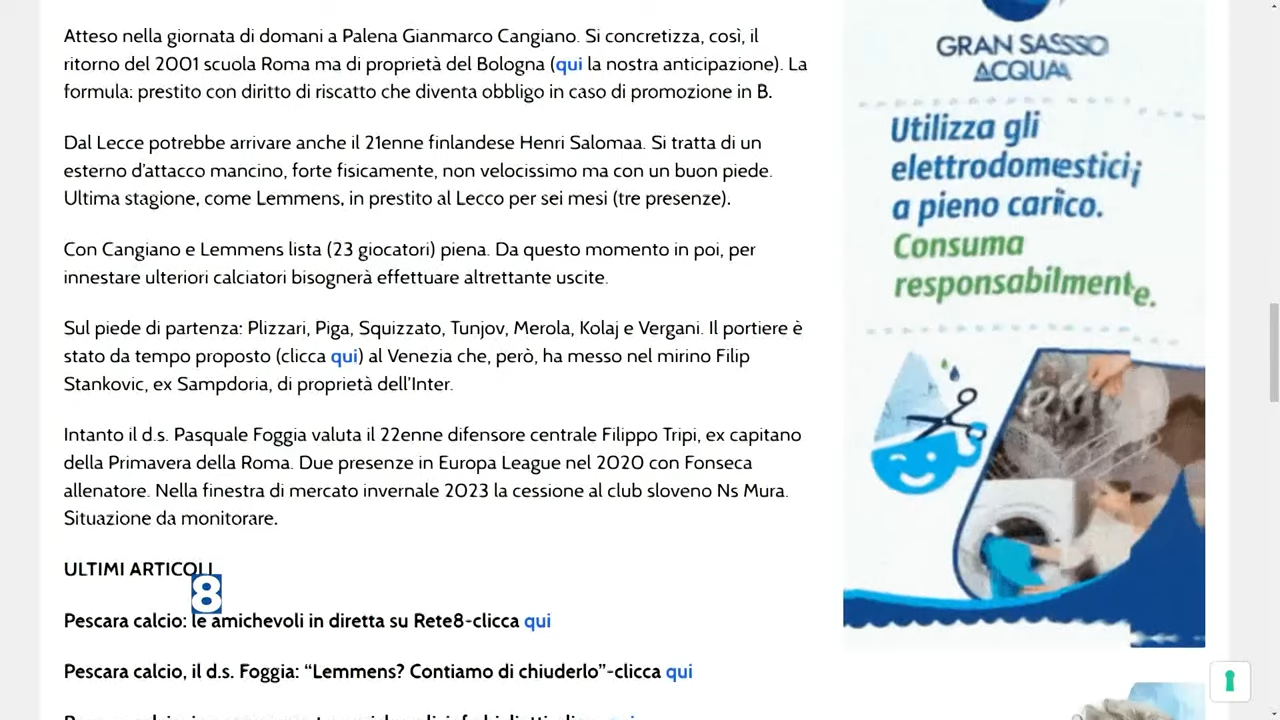 Atteso nella giornata di domani a Palena Gianmarco Cangiano. Si concretizza, così, il
ritorno del 2001 scuola Roma ma di proprietà del Bologna (qui la nostra anticipazione). La
formula: prestito con diritto di riscatto che diventa obbligo in caso di promozione in B.
Dal Lecce potrebbe arrivare anche il 21enne finlandese Henri Salomaa. Si tratta di un
esterno d’attacco mancino, forte fisicamente, non velocissimo ma con un buon piede.
Ultima stagione, come Lemmens, in prestito al Lecco per sei mesi (tre presenze).
Con Cangiano e Lemmens lista (23 giocatori) piena. Da questo momento in poi, per
innestare ulteriori calciatori bisognerà effettuare altrettante uscite.
Sul piede di partenza: Plizzari, Piga, Squizzato, Tunjov, Merola, Kolaj e Vergani. Il portiere è
stato da tempo proposto (clicca qui) al Venezia che, però, ha messo nel mirino Filip
Stankovic, ex Sampdoria, di proprietà dell’Inter.
Intanto il d.s. Pasquale Foggia valuta il 22enne difensore centrale Filippo Tripi, ex capitano
della Primavera della Roma. Due presenze in Europa League nel 2020 con Fonseca
allenatore. Nella finestra di mercato invernale 2023 la cessione al club sloveno Ns Mura.
Situazione da monitorare.
ULTIMI ARTICOLI
8
Pescara calcio: le amichevoli in diretta su Rete8-clicca qui
Pescara calcio, il d.s. Foggia: “Lemmens? Contiamo di chiuderlo”-clicca qui
GRAN SASSSO
ACQUA
Utilizza gli
elettrodomestici
a pieno carico.
Consuma
responsabilmente.